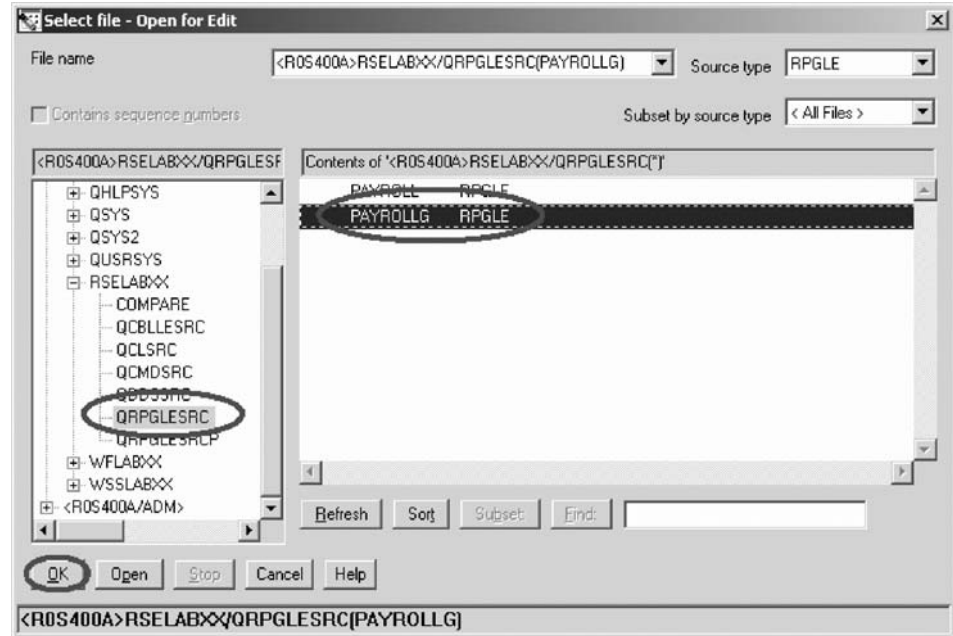 Select file - Open for Edit
File name
<R0S400A>RSELABXX/QRPGLESRC(PAYROLLG)
Source type
RPGLE
Contains sequence numbers
Subset by source type
< All Files >
<R0S400A>RSELABXX/QRPGLESF
QHLPSYS
QSYS
QSYS2
QUSRSYS
RSELABXX
COMPARE
QCBLLESRC
QCLSRC
QCMDSRC
QDDSSRC
QRPGLESRC
QRPGLESRCP
WFLABXX
WSSLABXX
<R0S400A/ADM>
Contents of '<R0S400A>RSELABXX/QRPGLESRC(*)'
PAYROLL RPGLE
PAYROLLG RPGLE
Refresh Sort Subset Find:
OK Open Stop Cancel Help
<R0S400A>RSELABXX/QRPGLESRC(PAYROLLG)